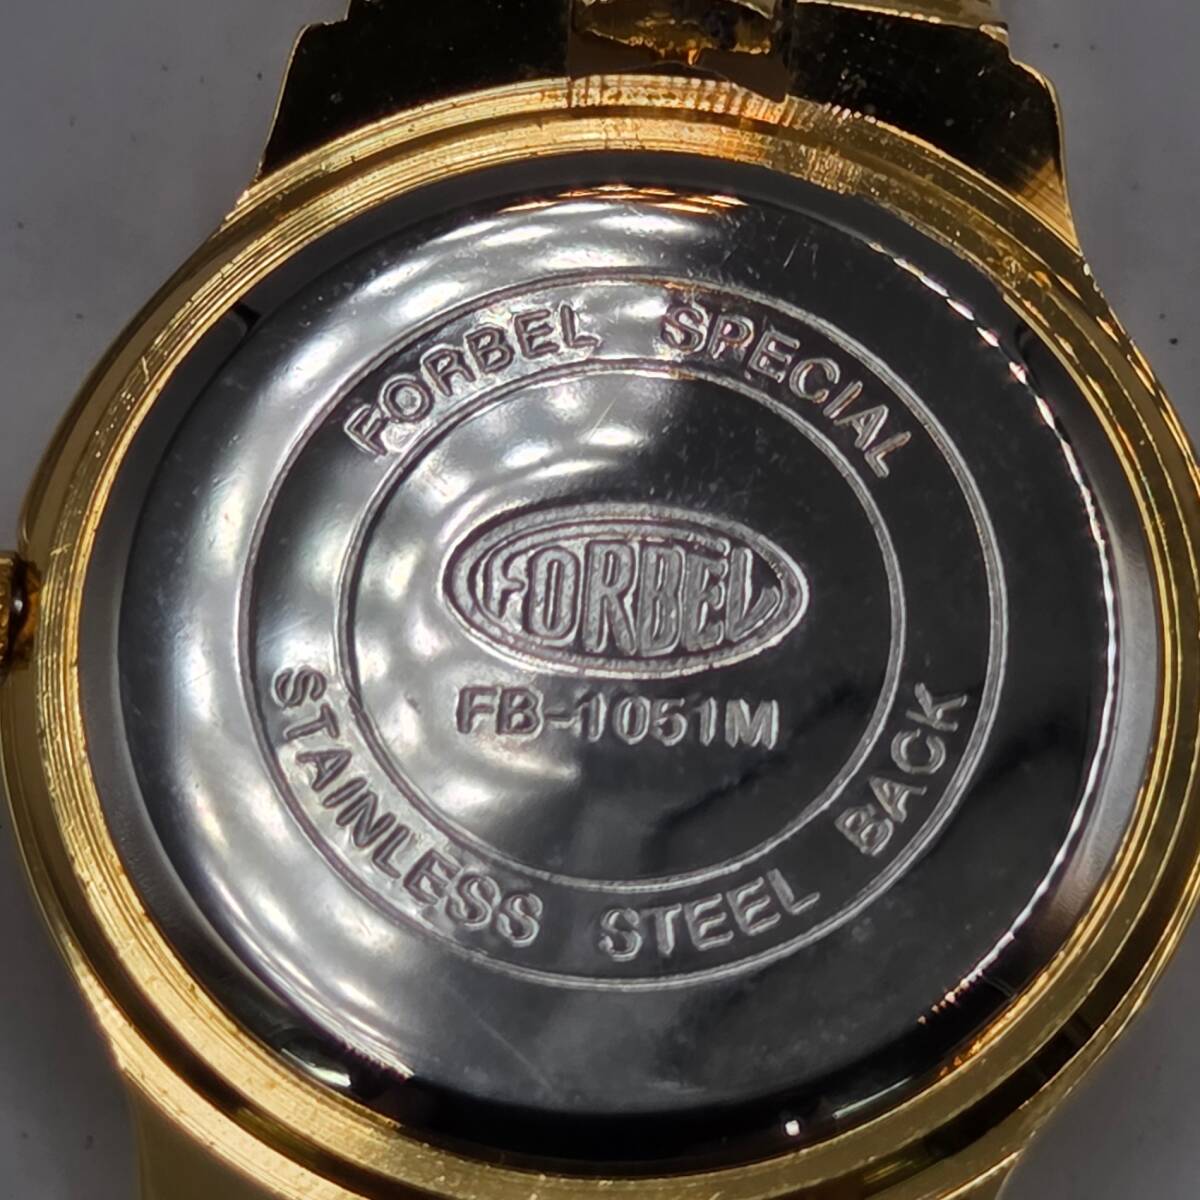 FORBEL SPECIAL
FORBEL
FB-1051M
STAINLESS STEEL BACK